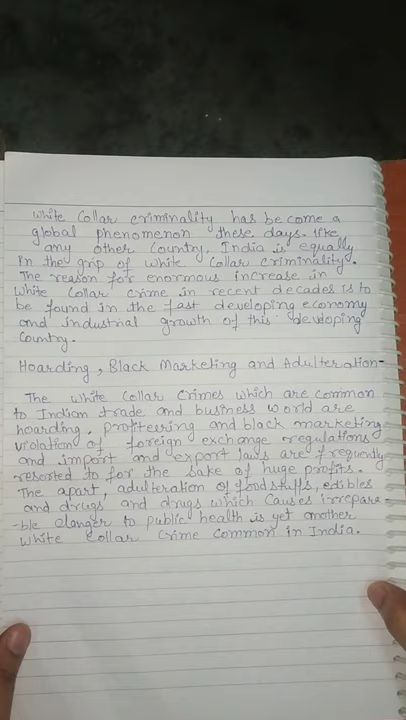 White Collar criminality has become a
global phenomenon these days. like
any other Country, India is equally
in the grip of white collar criminality.
The reason for enormous increase in
white collar crime in recent decades is to
be found in the fast developing economy
and industrial growth of this developing
Country.
Hoarding, Black Marketing and Adulteration-
The white Collar Crimes which are common
to Indian trade and business world are
hoarding. profiteering and black marketing
violation of foreign exchange regulations
and import and export laws are frequently
resorted to for the sake of huge profits.
The apart, adulteration of foodstuffs, edibles
and drugs and drugs which causes irrepara-
-ble danger to public health is yet another
white Collar Crime common in India.